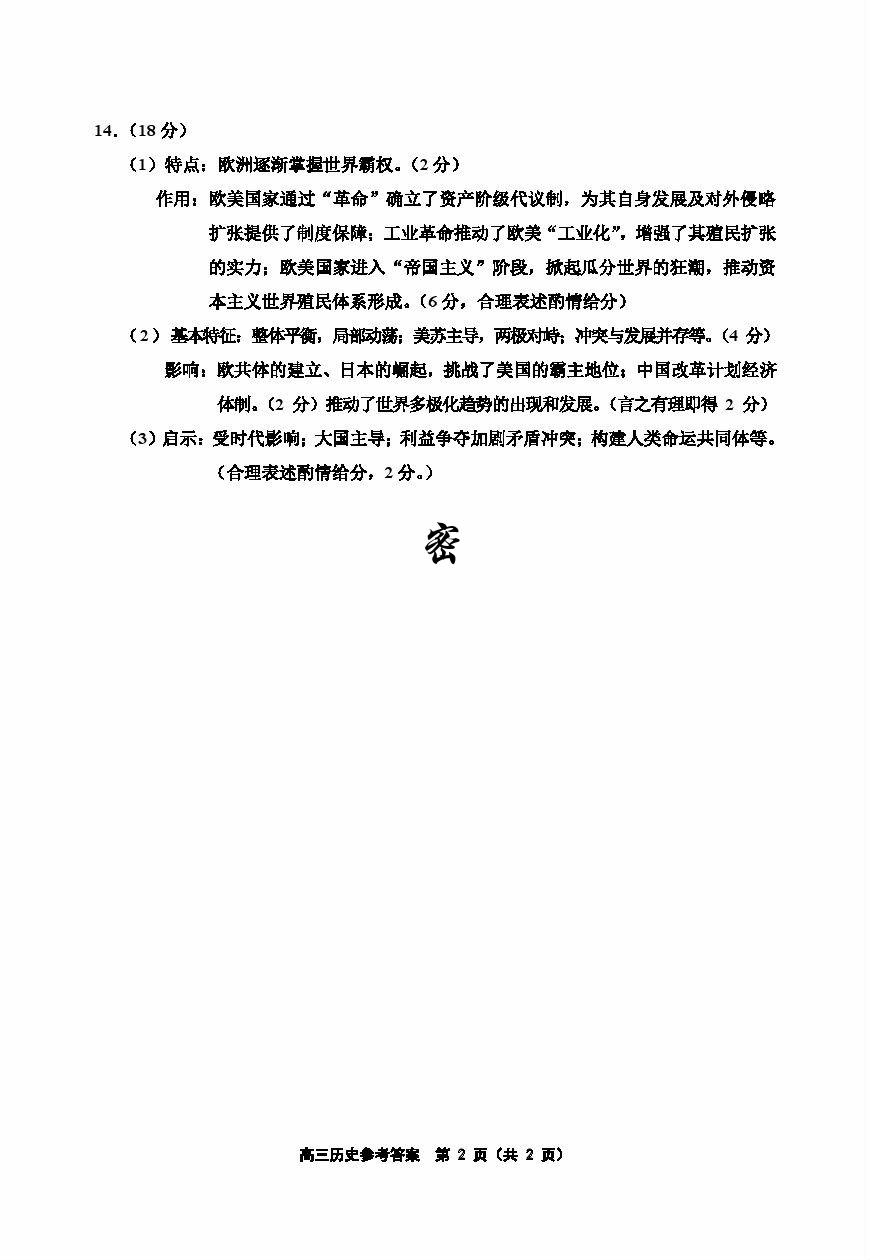 14.（18 分）
（1）特点：欧洲逐渐掌握世界霸权。（2 分）
作用：欧美国家通过“革命”确立了资产阶级代议制，为其自身发展及对外侵略
扩张提供了制度保障；工业革命推动了欧美“工业化”，增强了其殖民扩张
的实力；欧美国家进入“帝国主义”阶段，掀起瓜分世界的狂潮，推动资
本主义世界殖民体系形成。（6 分，合理表述酌情给分）
（2）基本特征：整体平衡，局部动荡；美苏主导，两极对峙；冲突与发展并存等。（4 分）
影响：欧共体的建立、日本的崛起，挑战了美国的霸主地位；中国改革计划经济
体制。（2 分）推动了世界多极化趋势的出现和发展。（言之有理即得 2 分）
（3）启示：受时代影响；大国主导；利益争夺加剧矛盾冲突；构建人类命运共同体等。
（合理表述酌情给分，2 分。）
密
高三历史参考答案 第 2 页（共 2 页）